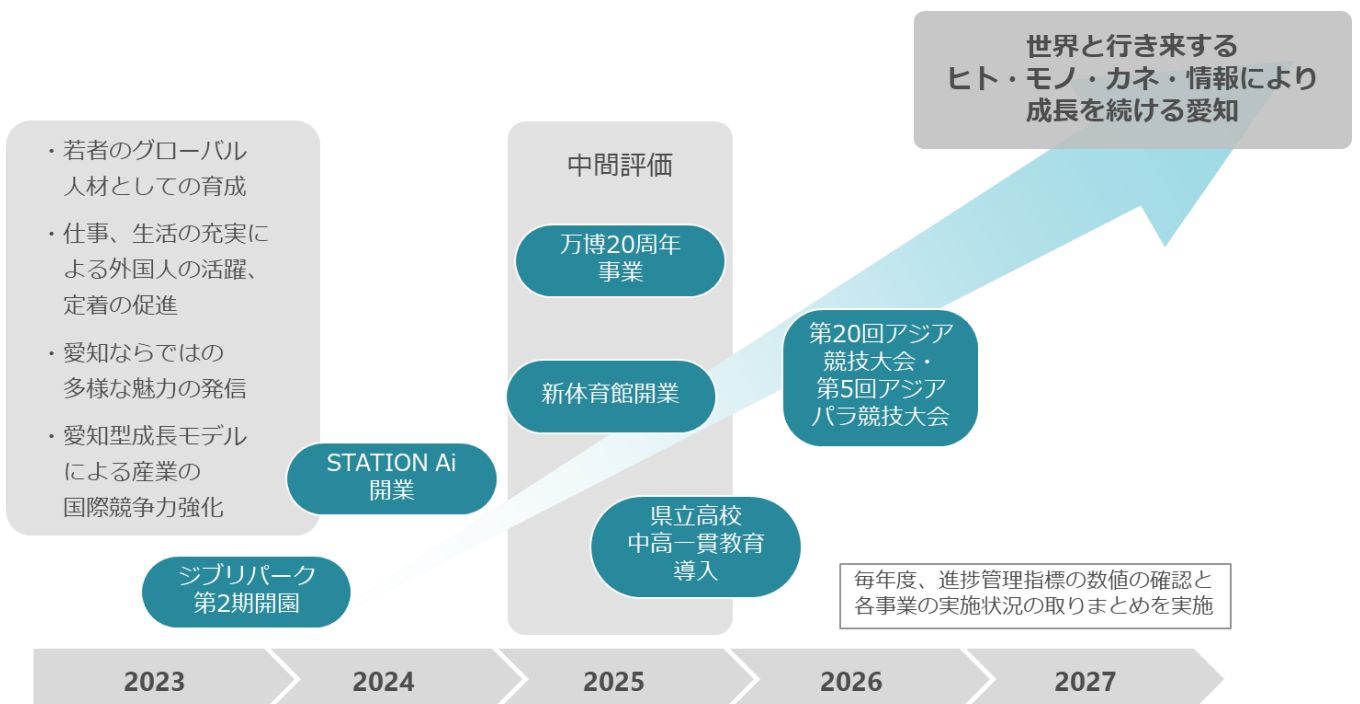 世界と行き来する
ヒト・モノ・カネ・情報により
成長を続ける愛知
・若者のグローバル
人材としての育成
・仕事、生活の充実に
よる外国人の活躍、
定着の促進
・愛知ならではの
多様な魅力の発信
・愛知型成長モデル
による産業の
国際競争力強化
中間評価
万博20周年
事業
新体育館開業
第20回アジア
競技大会・
第5回アジア
パラ競技大会
STATION Ai
開業
県立高校
中高一貫教育
導入
ジブリパーク
第2期開園
毎年度、進捗管理指標の数値の確認と
各事業の実施状況の取りまとめを実施
2023
2024
2025
2026
2027